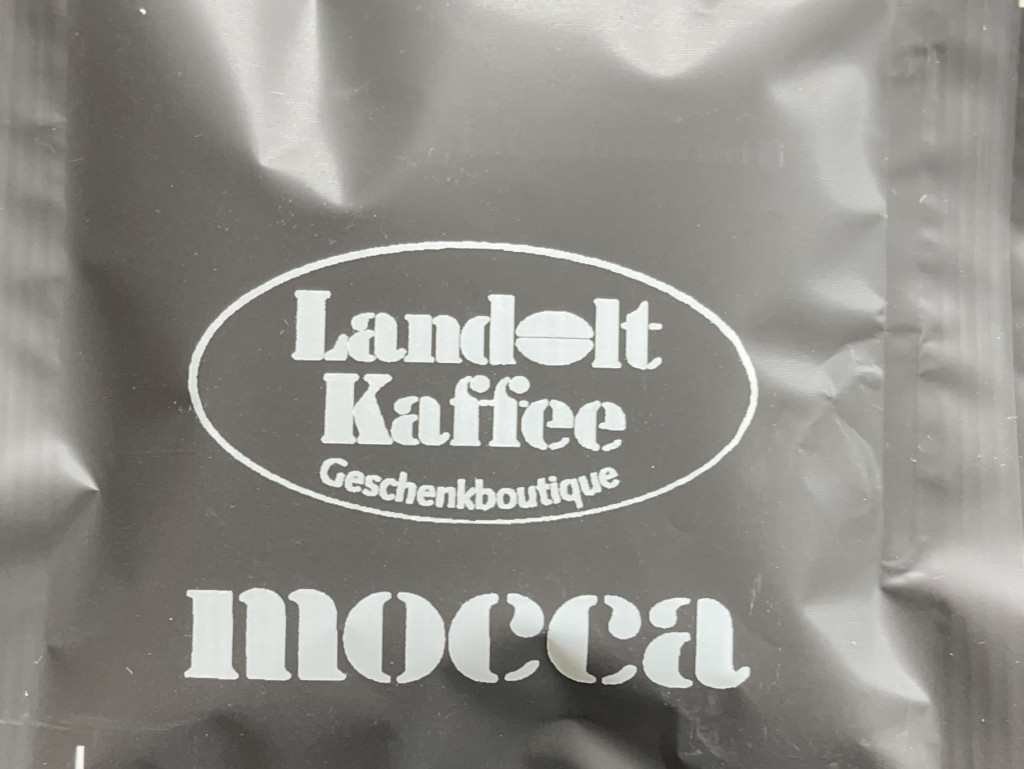 Landolt
Kaffee
Geschenkboutique
mocca